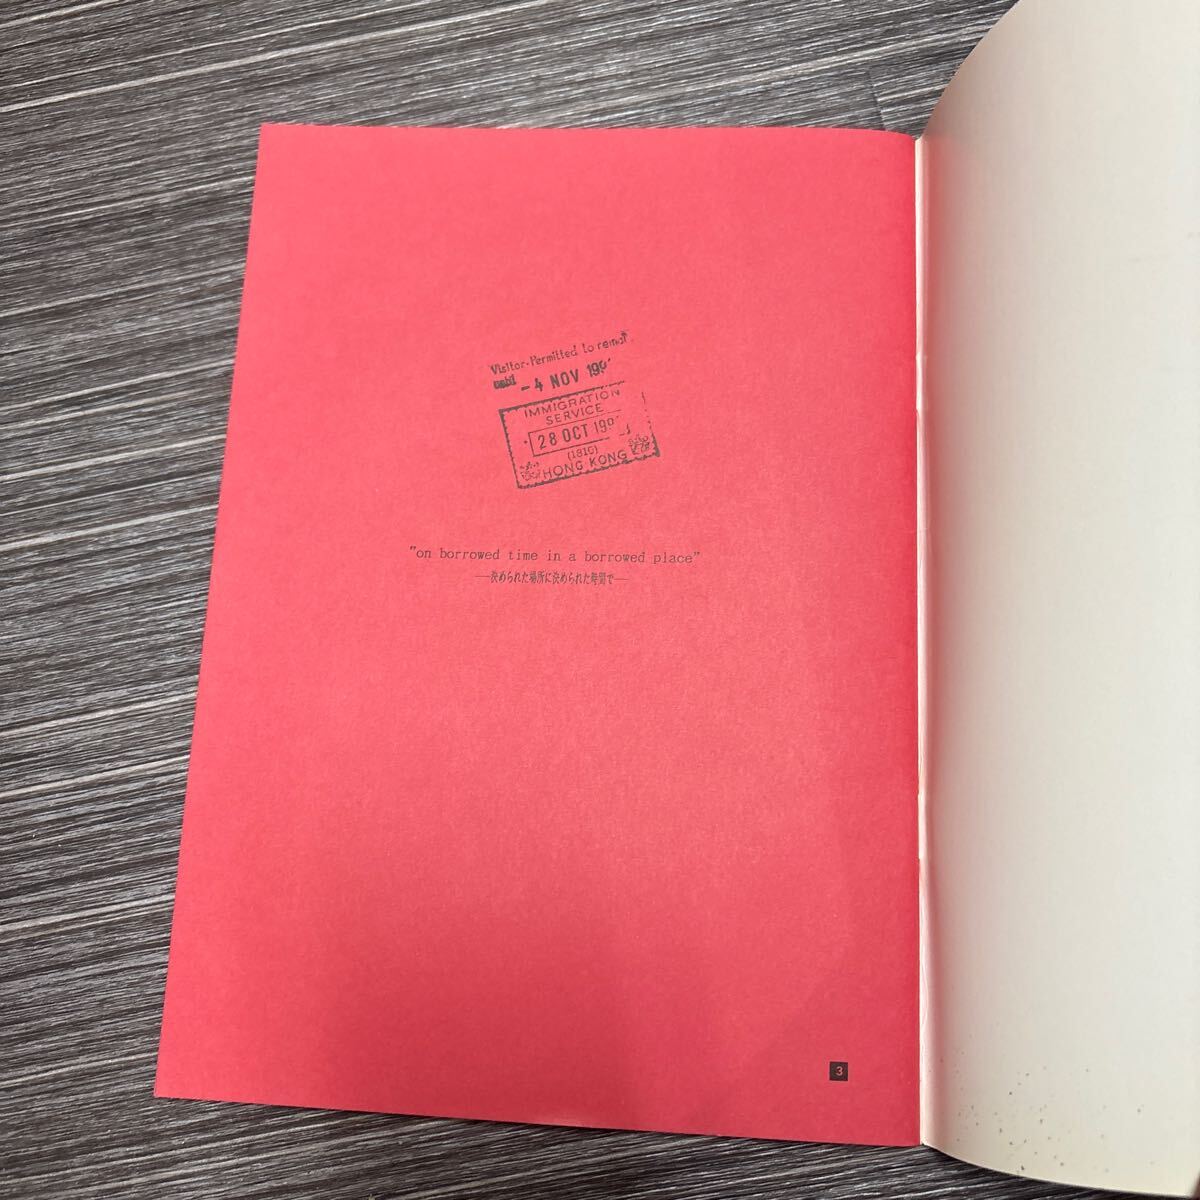 Visitor-Permitted to remain
until - 4 NOV 199
IMMIGRATION
SERVICE
28 OCT 199
(1810)
HONG KONG
"on borrowed time in a borrowed place"
―決められた場所に決められた時間で―
3